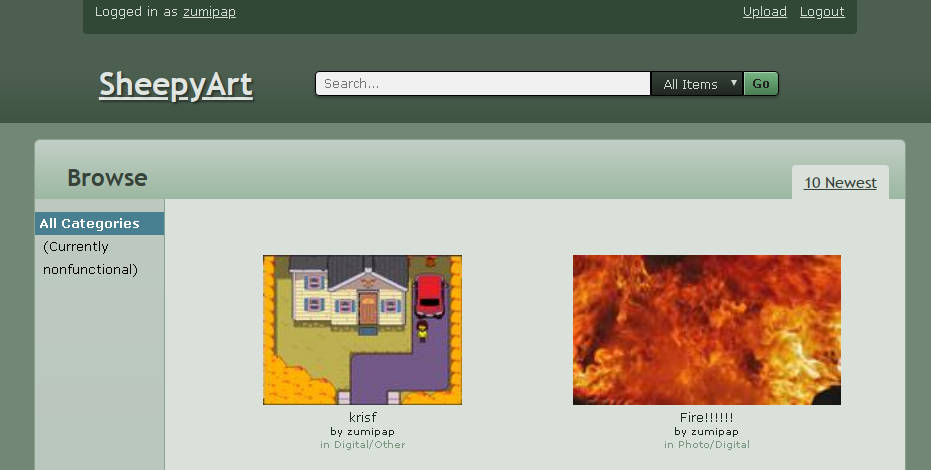 Logged in as zumipap
Upload Logout
SheepyArt
Search...
All Items
Go
Browse
10 Newest
All Categories
(Currently
nonfunctional)
krisf
by zumipap
in Digital/Other
Fire!!!!!!
by zumipap
in Photo/Digital